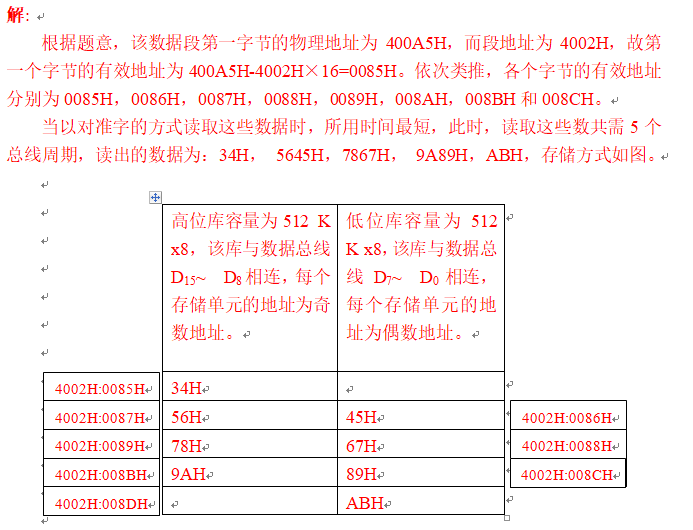 解:
根据题意，该数据段第一字节的物理地址为 400A5H，而段地址为 4002H，故第
一个字节的有效地址为 400A5H-4002H×16=0085H。依次类推，各个字节的有效地址
分别为 0085H，0086H，0087H，0088H，0089H，008AH，008BH 和 008CH。
当以对准字的方式读取这些数据时，所用时间最短，此时，读取这些数共需 5 个
总线周期，读出的数据为：34H， 5645H，7867H， 9A89H，ABH，存储方式如图。
高位库容量为 512 K
x8，该库与数据总线
D15~ D8 相连，每个
存储单元的地址为奇
数地址。
低位库容量为 512
K x8，该库与数据总
线 D7~ D0 相连，
每个存储单元的地
址为偶数地址。
4002H:0085H 34H
4002H:0087H 56H 45H 4002H:0086H
4002H:0089H 78H 67H 4002H:0088H
4002H:008BH 9AH 89H 4002H:008CH
4002H:008DH ABH